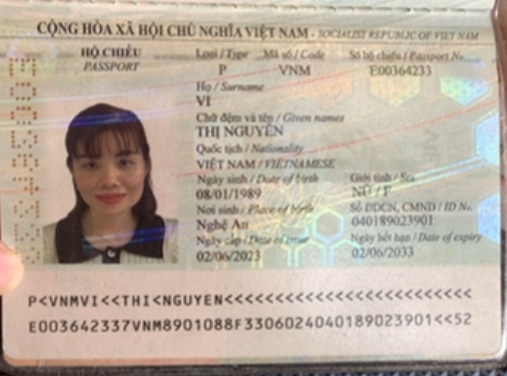 CỘNG HÒA XÃ HỘI CHỦ NGHĨA VIỆT NAM - SOCIALIST REPUBLIC OF VIET NAM
HỘ CHIẾU
PASSPORT
Loại / Type Mã số / Code Số hộ chiếu / Passport No.
P VNM E00364233
Họ / Surname
VI
Chữ đệm và tên / Given names
THỊ NGUYÊN
Quốc tịch / Nationality
VIỆT NAM / VIETNAMESE
Ngày sinh / Date of birth Giới tính / Sex
08/01/1989 NỮ / F
Nơi sinh / Place of birth Số ĐDCN, CMND / ID No.
Nghệ An 040189023901
Ngày cấp / Date of issue Ngày hết hạn / Date of expiry
02/06/2023 02/06/2033
P<VNMVI<<THI<NGUYEN<<<<<<<<<<<<<<<<<<<<<<<<<
E003642337VNM8901088F3306024040189023901<<52